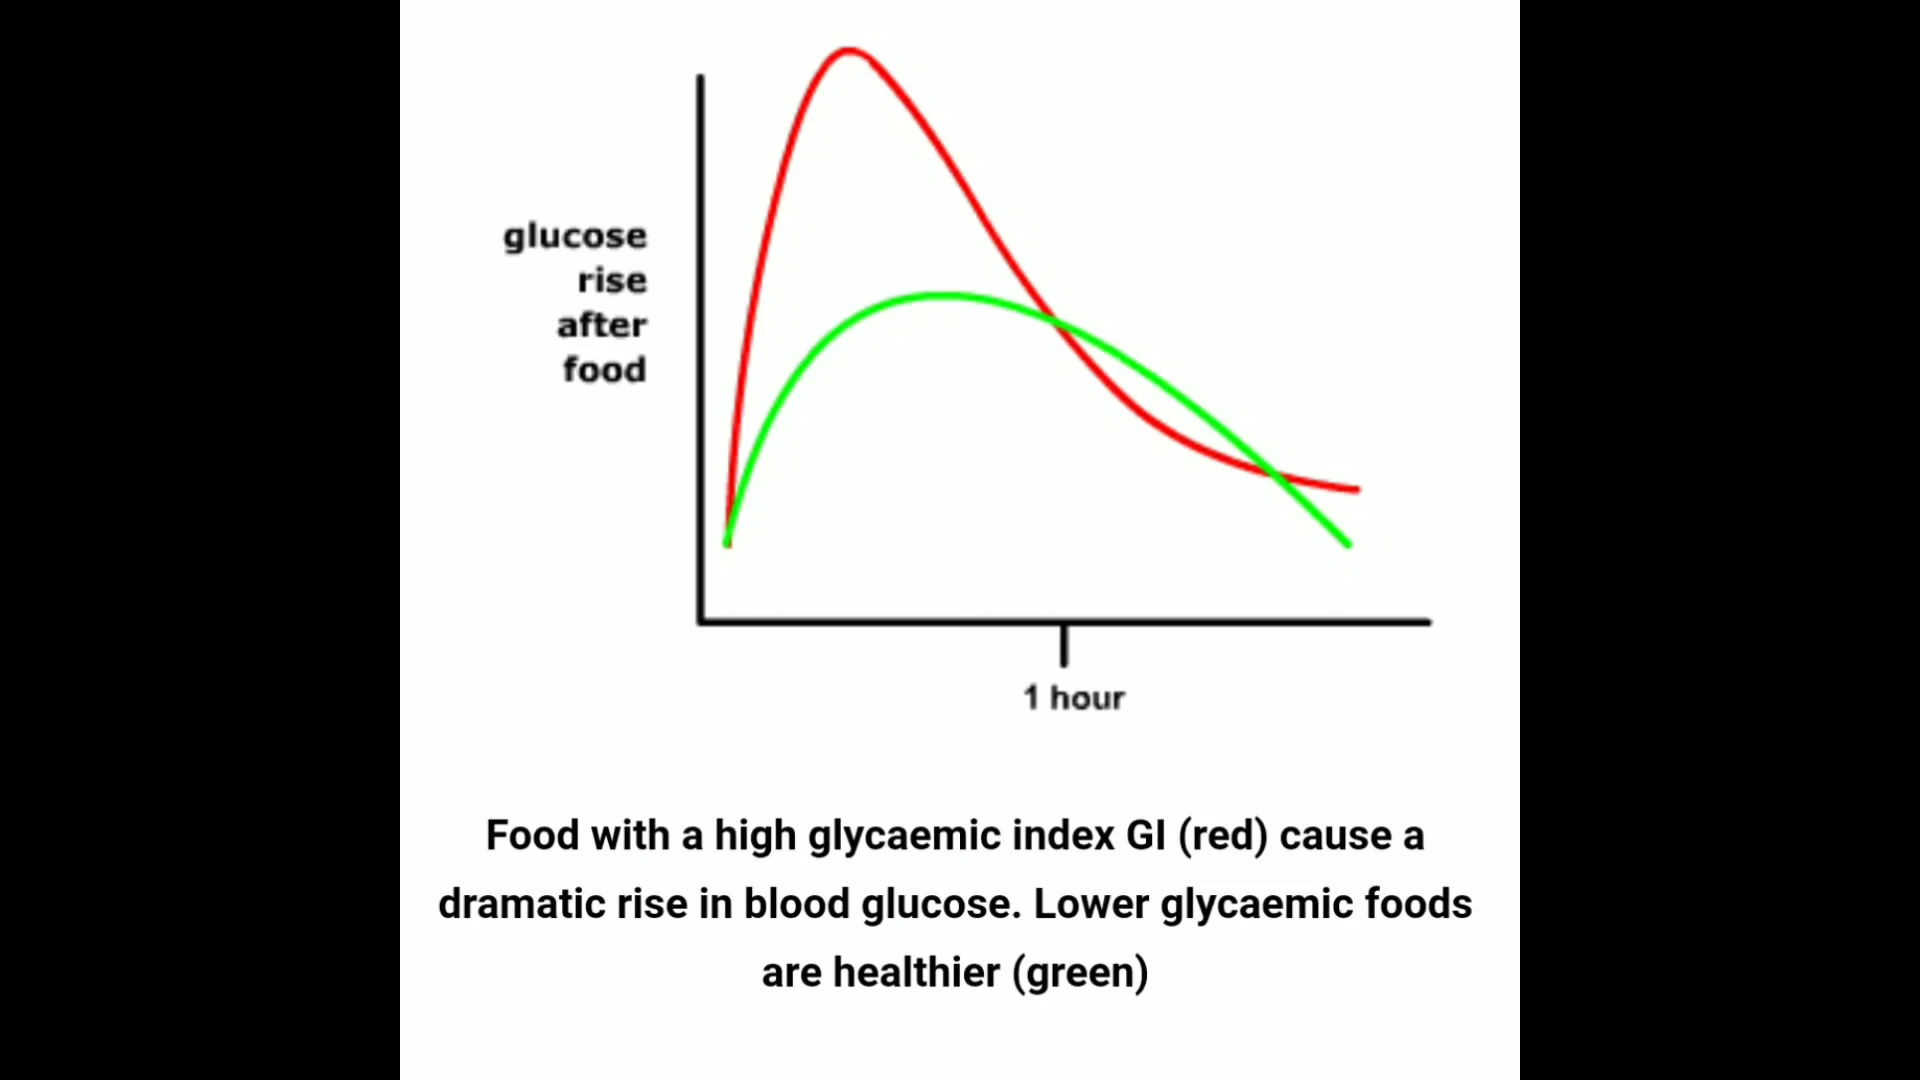 glucose
rise
after
food
1 hour
Food with a high glycaemic index GI (red) cause a
dramatic rise in blood glucose. Lower glycaemic foods
are healthier (green)